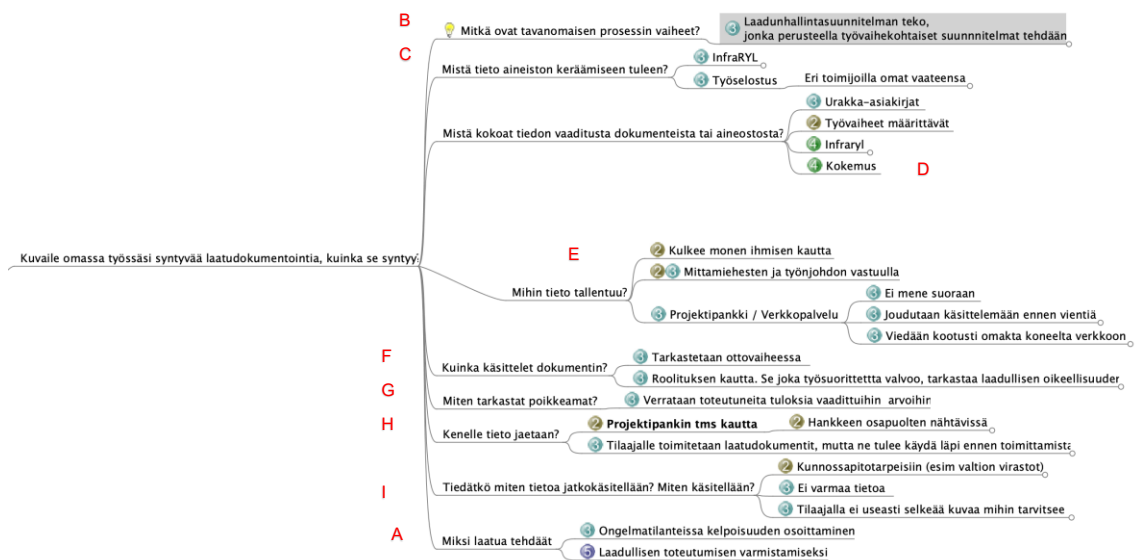 B
Mitkä ovat tavanomaisen prosessin vaiheet?
3 Laadunhallintasuunnitelman teko,
jonka perusteella työvaihekohtaiset suunnnitelmat tehdään
C
Mistä tieto aineiston keräämiseen tuleen?
3 InfraRYL
3 Työselostus
Eri toimijoilla omat vaateensa
Mistä kokoat tiedon vaaditusta dokumenteista tai aineostosta?
3 Urakka-asiakirjat
2 Työvaiheet määrittävät
4 Infraryl
4 Kokemus
D
Kuvaile omassa työssäsi syntyvää laatudokumentointia, kuinka se syntyy?
E
Mihin tieto tallentuu?
2 Kulkee monen ihmisen kautta
2 3 Mittamiehesten ja työnjohdon vastuulla
3 Projektipankki / Verkkopalvelu
3 Ei mene suoraan
3 Joudutaan käsittelemään ennen vientiä
3 Viedään kootusti omakta koneelta verkkoon
F
Kuinka käsittelet dokumentin?
3 Tarkastetaan ottovaiheessa
3 Roolituksen kautta. Se joka työsuorittettta valvoo, tarkastaa laadullisen oikeellisuuder
G
Miten tarkastat poikkeamat?
3 Verrataan toteutuneita tuloksia vaadittuihin arvoihin
H
Kenelle tieto jaetaan?
2 Projektipankin tms kautta
2 Hankkeen osapuolten nähtävissä
3 Tilaajalle toimitetaan laatudokumentit, mutta ne tulee käydä läpi ennen toimittamista
I
Tiedätkö miten tietoa jatkokäsitellään? Miten käsitellään?
2 Kunnossapitotarpeisiin (esim valtion virastot)
3 Ei varmaa tietoa
3 Tilaajalla ei useasti selkeää kuvaa mihin tarvitsee
A
Miksi laatua tehdäät
3 Ongelmatilanteissa kelpoisuuden osoittaminen
5 Laadullisen toteutumisen varmistamiseksi